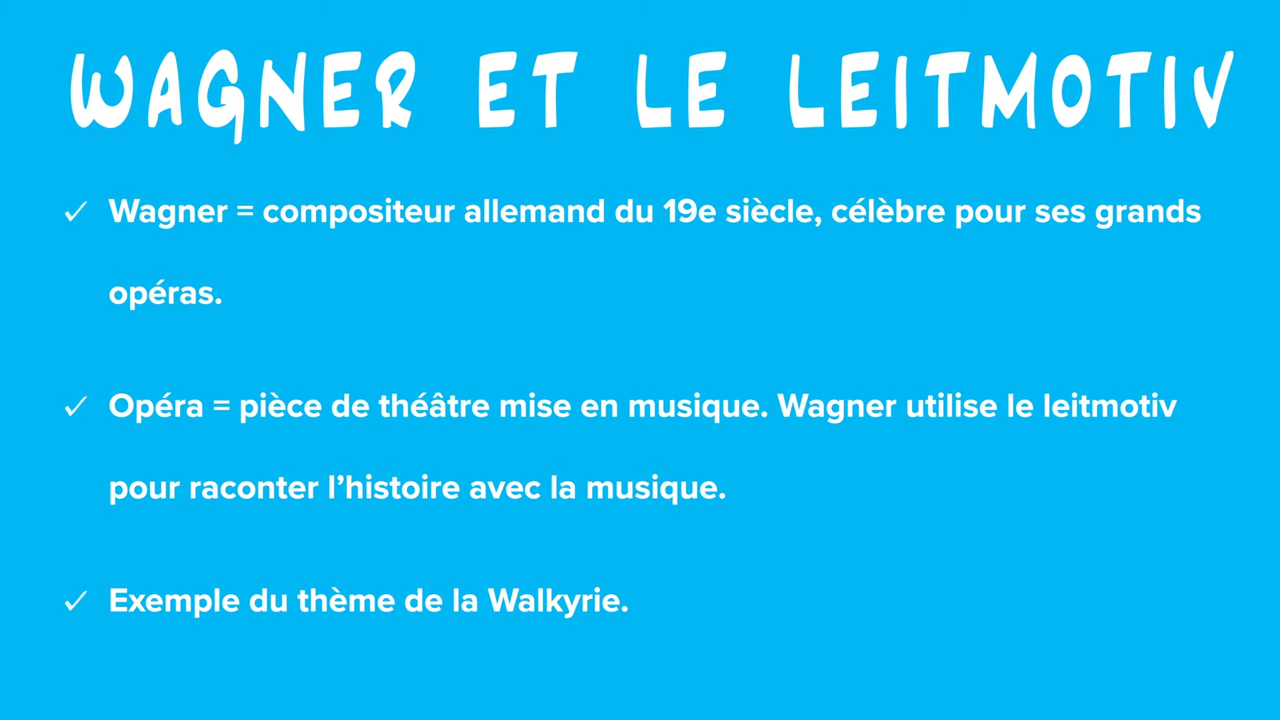 WAGNER ET LE LEITMOTIV
✓ Wagner = compositeur allemand du 19e siècle, célèbre pour ses grands
opéras.
✓ Opéra = pièce de théâtre mise en musique. Wagner utilise le leitmotiv
pour raconter l’histoire avec la musique.
✓ Exemple du thème de la Walkyrie.